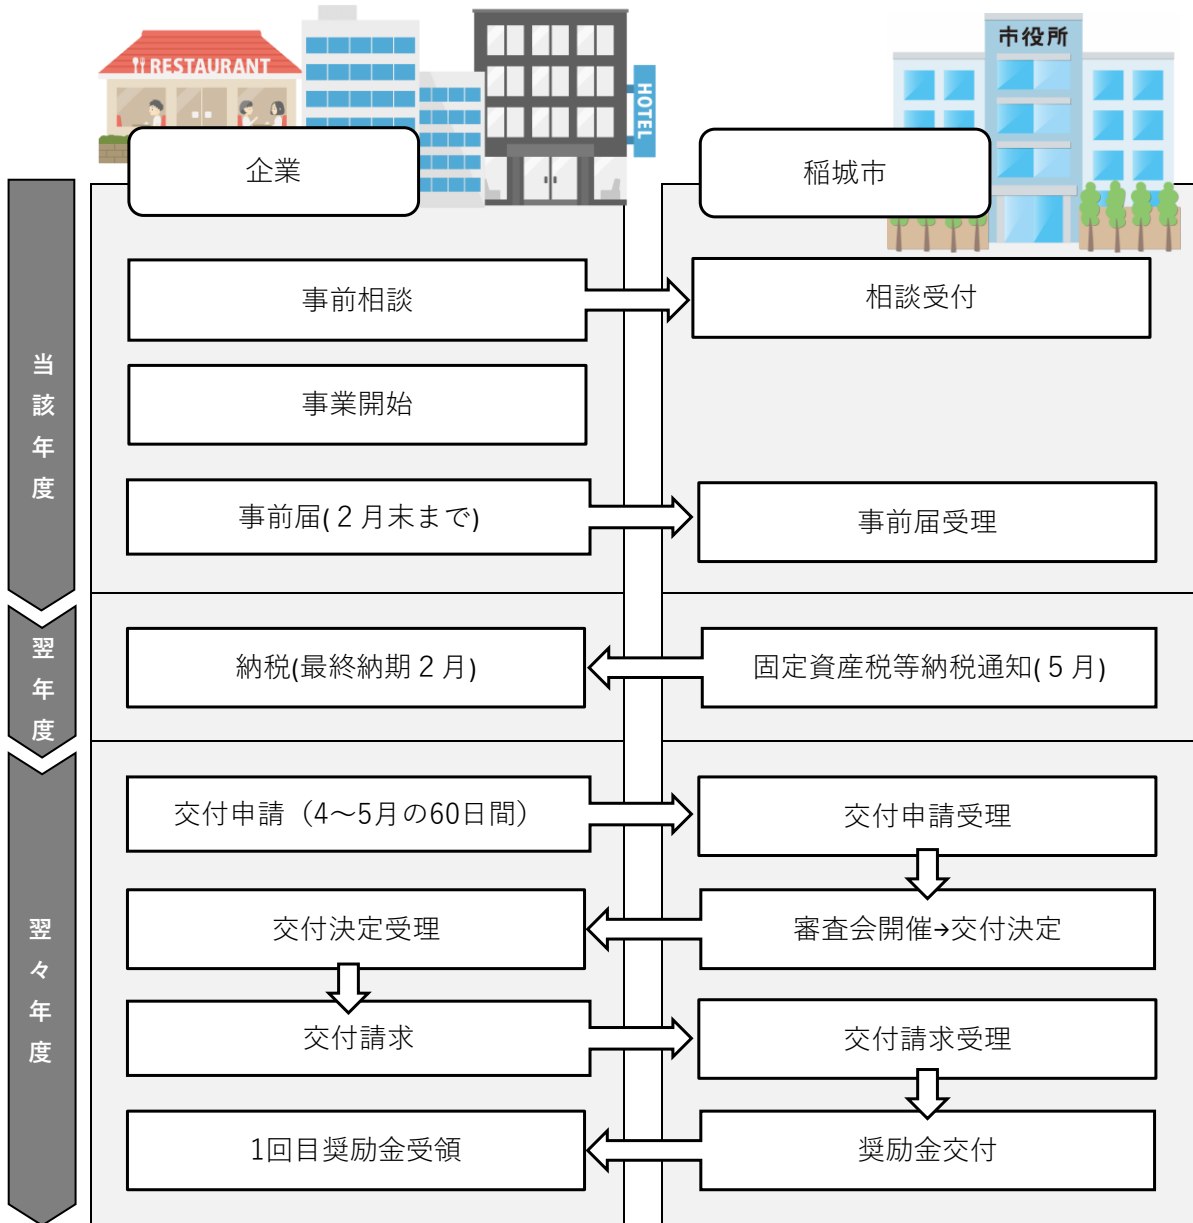 RESTAURANT
HOTEL
市役所
企業
稲城市
当該年度
事前相談
相談受付
事業開始
事前届(２月末まで)
事前届受理
翌年度
納税(最終納期２月)
固定資産税等納税通知(５月)
翌々年度
交付申請（4～5月の60日間）
交付申請受理
交付決定受理
審査会開催→交付決定
交付請求
交付請求受理
1回目奨励金受領
奨励金交付